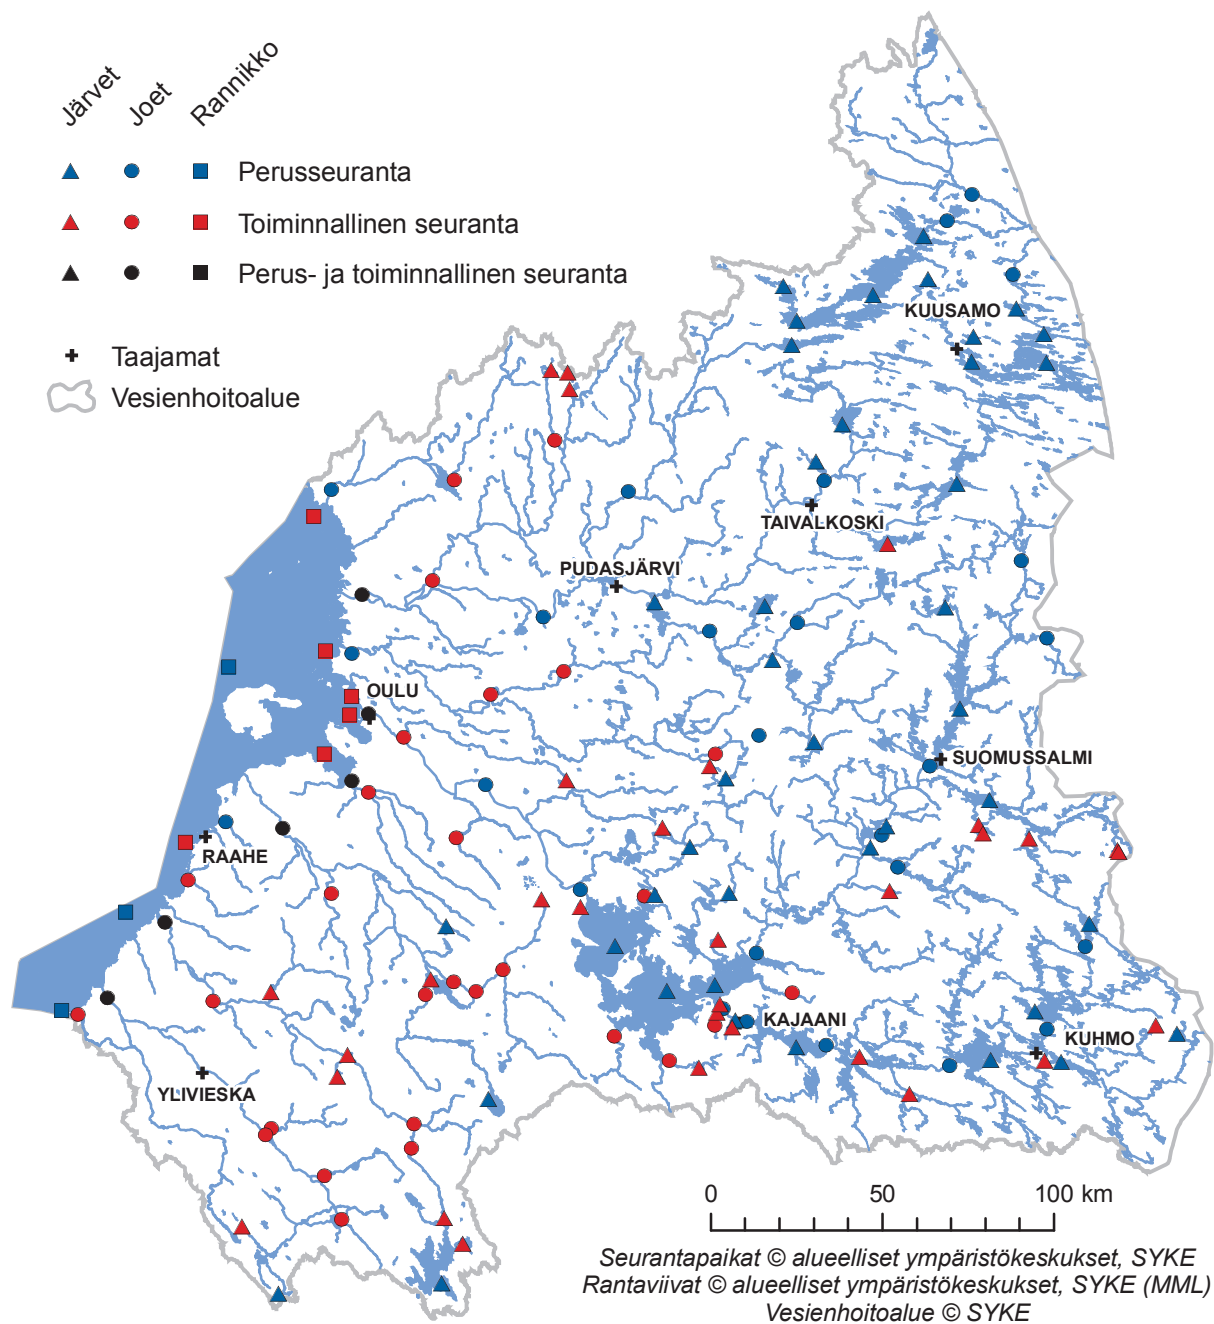 Järvet
Joet
Rannikko
Perusseuranta
Toiminnallinen seuranta
Perus- ja toiminnallinen seuranta
Taajamat
Vesienhoitoalue
KUUSAMO
TAIVALKOSKI
PUDASJÄRVI
OULU
SUOMUSSALMI
RAAHE
KAJAANI
KUHMO
YLIVIESKA
0 50 100 km
Seurantapaikat © alueelliset ympäristökeskukset, SYKE
Rantaviivat © alueelliset ympäristökeskukset, SYKE (MML)
Vesienhoitoalue © SYKE